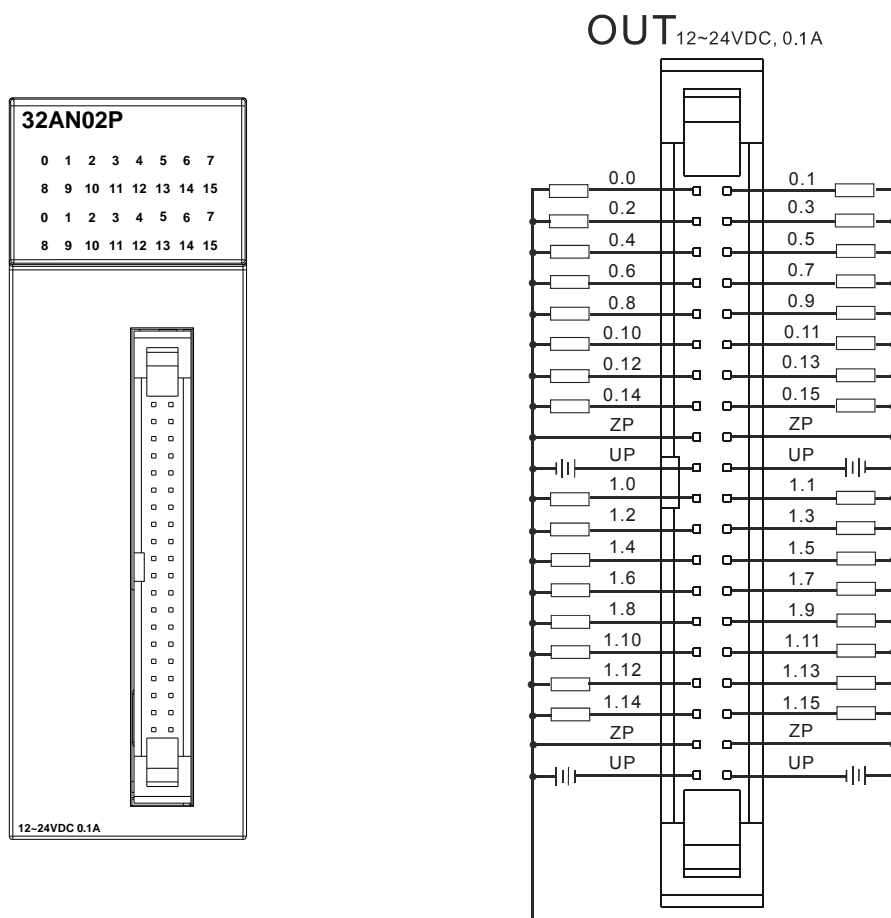 OUT 12~24VDC, 0.1A
32AN02P
0 1 2 3 4 5 6 7
8 9 10 11 12 13 14 15
0 1 2 3 4 5 6 7
8 9 10 11 12 13 14 15
12~24VDC 0.1A
0.0 0.1
0.2 0.3
0.4 0.5
0.6 0.7
0.8 0.9
0.10 0.11
0.12 0.13
0.14 0.15
ZP ZP
UP UP
1.0 1.1
1.2 1.3
1.4 1.5
1.6 1.7
1.8 1.9
1.10 1.11
1.12 1.13
1.14 1.15
ZP ZP
UP UP